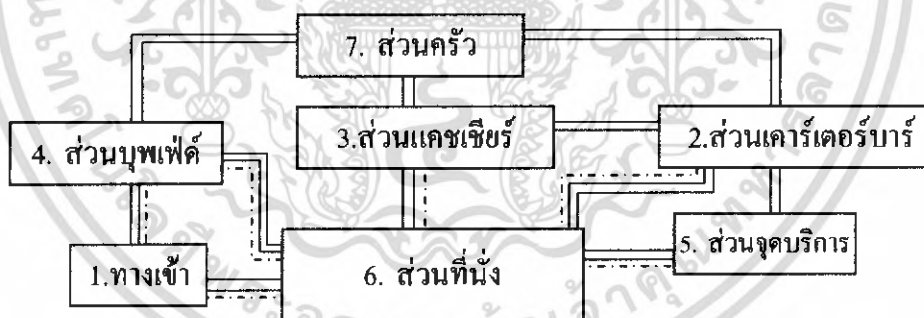 7. ส่วนครัว
4. ส่วนบุพเฟ่ต์
3.ส่วนแคชเชียร์
2.ส่วนเคาร์เตอร์บาร์
1.ทางเข้า
6. ส่วนที่นั่ง
5. ส่วนจุดบริการ